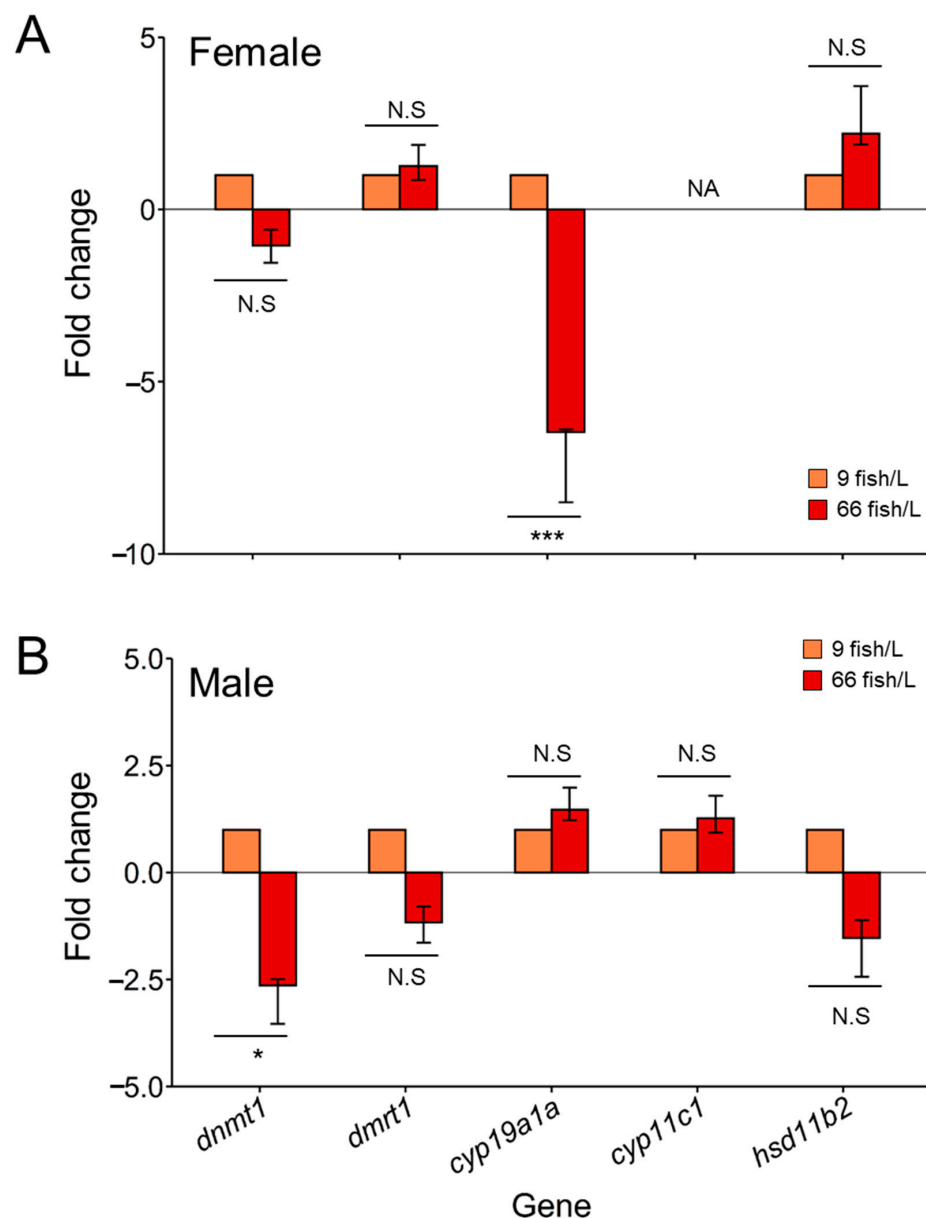 A
Female
5
0
−5
−10
Fold change
N.S
N.S
***
NA
N.S
9 fish/L
66 fish/L
B
Male
5.0
2.5
0.0
−2.5
−5.0
Fold change
9 fish/L
66 fish/L
*
N.S
N.S
N.S
N.S
dnmt1
dmrt1
cyp19a1a
cyp11c1
hsd11b2
Gene